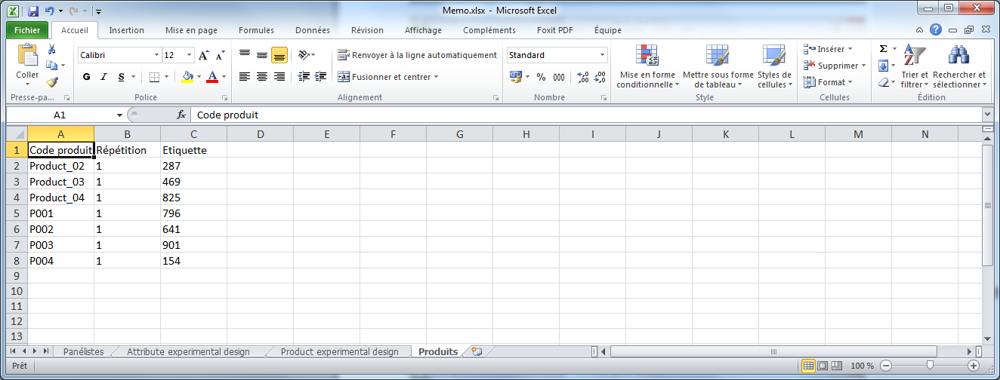 Memo.xlsx - Microsoft Excel
Fichier Accueil Insertion Mise en page Formules Données Révision Affichage Compléments Foxit PDF Équipe
Coller
Presse-pa...
Calibri 12 A A
G I S A
Police
Renvoyer à la ligne automatiquement
Fusionner et centrer
Alignement
Standard
% 000 ,00 ,00
Nombre
Mise en forme conditionnelle
Mettre sous forme de tableau
Styles de cellules
Style
Insérer
Supprimer
Format
Cellules
Σ
Trier et filtrer
Rechercher et sélectionner
Édition
A1 fx Code produit
A B C D E F G H I J K L M N
1 Code produit Répétition Etiquette
2 Product_02 1 287
3 Product_03 1 469
4 Product_04 1 825
5 P001 1 796
6 P002 1 641
7 P003 1 901
8 P004 1 154
9
10
11
12
13
Panélistes Attribute experimental design Product experimental design Produits
Prêt 100 %